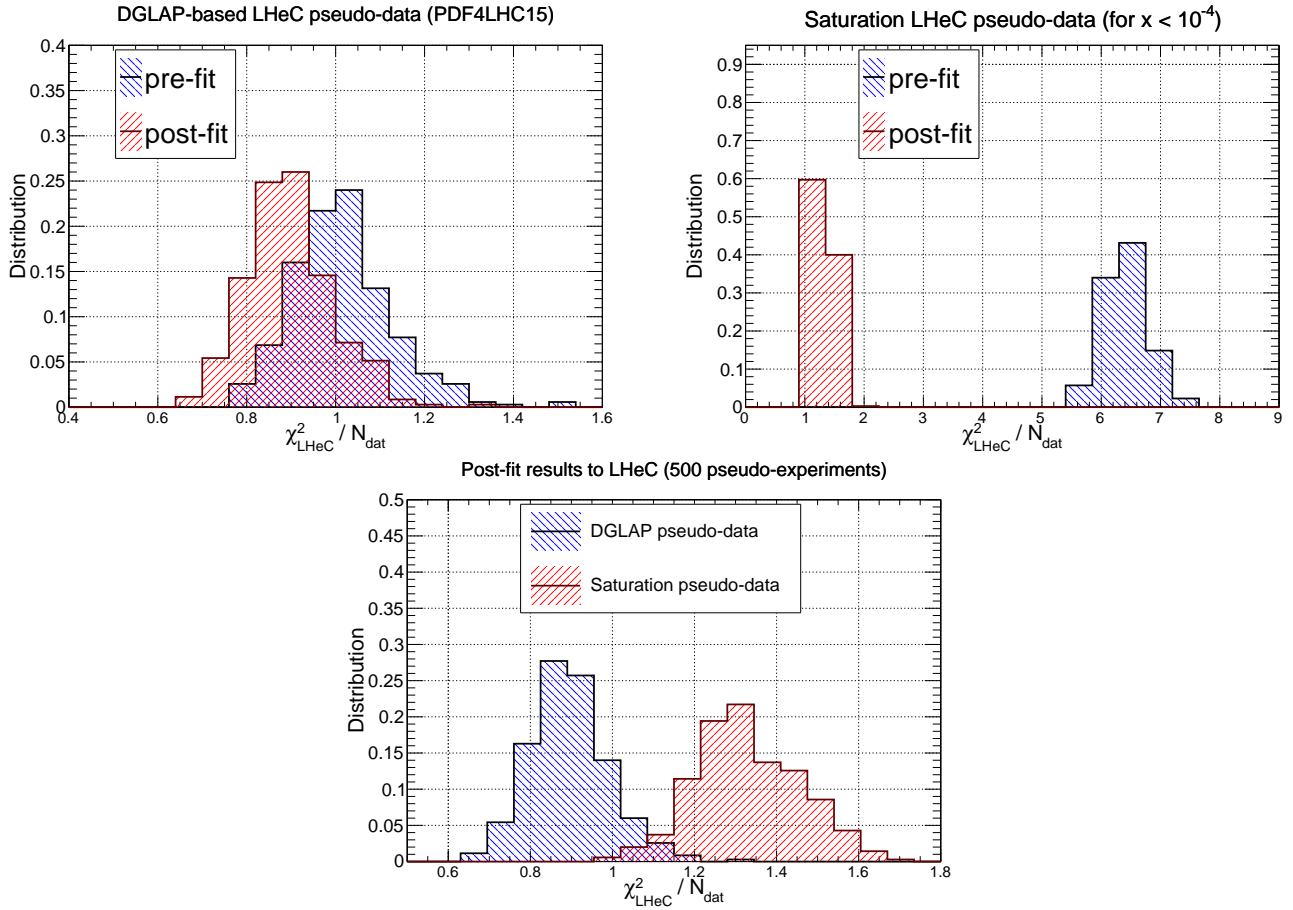 DGLAP-based LHeC pseudo-data (PDF4LHC15)
Distribution
0.4
0.35
0.3
0.25
0.2
0.15
0.1
0.05
0
pre-fit
post-fit
0.4 0.6 0.8 1 1.2 1.4 1.6
χ²_LHeC / N_dat
Saturation LHeC pseudo-data (for x < 10⁻⁴)
Distribution
0.9
0.8
0.7
0.6
0.5
0.4
0.3
0.2
0.1
0
pre-fit
post-fit
0 1 2 3 4 5 6 7 8 9
χ²_LHeC / N_dat
Post-fit results to LHeC (500 pseudo-experiments)
Distribution
0.5
0.45
0.4
0.35
0.3
0.25
0.2
0.15
0.1
0.05
0
DGLAP pseudo-data
Saturation pseudo-data
0.6 0.8 1 1.2 1.4 1.6 1.8
χ²_LHeC / N_dat